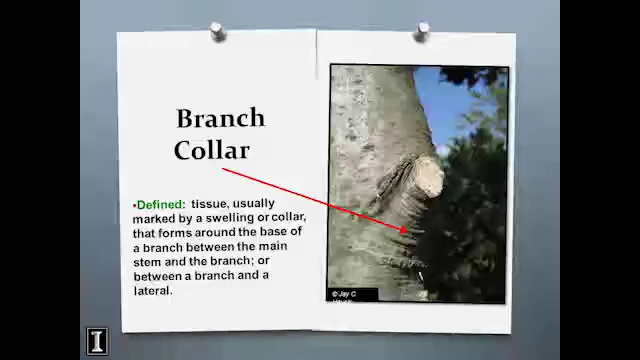 Branch
Collar
•Defined: tissue, usually
marked by a swelling or collar,
that forms around the base of
a branch between the main
stem and the branch; or
between a branch and a
lateral.
© Jay C
I